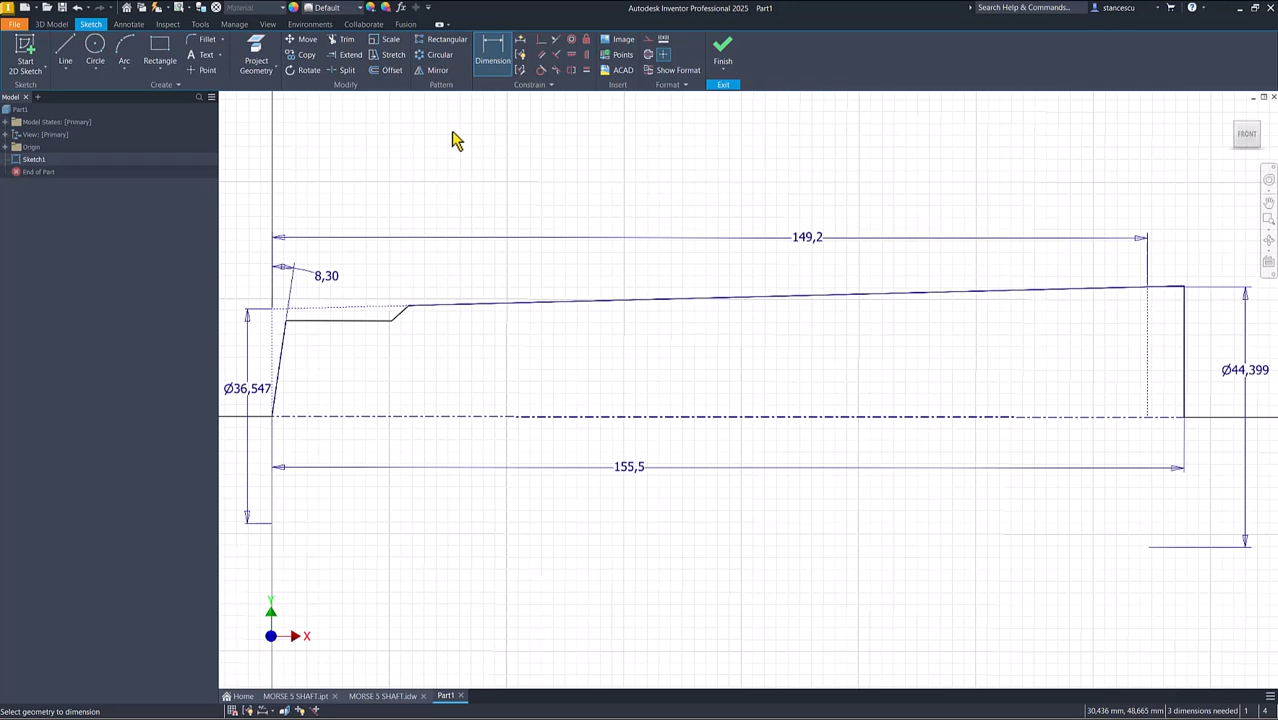 Material
Default
fx
Autodesk Inventor Professional 2025 Part1
Search Help & Commands...
stancescu
File
3D Model
Sketch
Annotate
Inspect
Tools
Manage
View
Environments
Collaborate
Fusion
Start
2D Sketch
Line
Circle
Arc
Rectangle
Fillet
Text
Point
Project
Geometry
Move
Copy
Rotate
Trim
Extend
Split
Scale
Stretch
Offset
Rectangular
Circular
Mirror
Dimension
Image
Points
ACAD
Show Format
Finish
Sketch
Create
Modify
Pattern
Constrain
Insert
Format
Exit
Model
Part1
Model States: [Primary]
View: [Primary]
Origin
Sketch1
End of Part
FRONT
149,2
8,30
Ø36,547
Ø44,399
155,5
Y
X
Home
MORSE 5 SHAFT.ipt
MORSE 5 SHAFT.idw
Part1
Select geometry to dimension
30,436 mm, 48,665 mm
3 dimensions needed
1
4